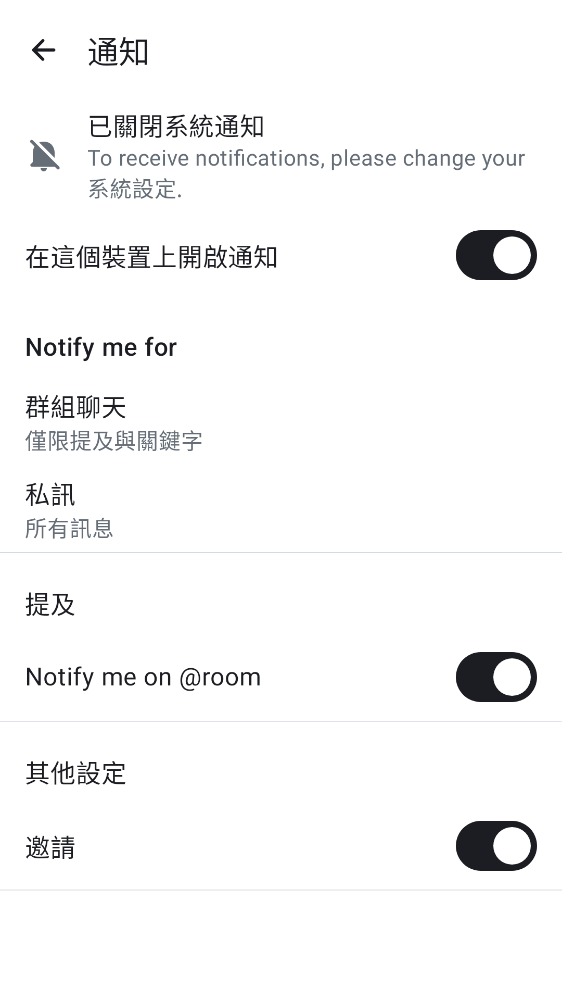 通知
已關閉系統通知
To receive notifications, please change your
系統設定.
在這個裝置上開啟通知
Notify me for
群組聊天
僅限提及與關鍵字
私訊
所有訊息
提及
Notify me on @room
其他設定
邀請